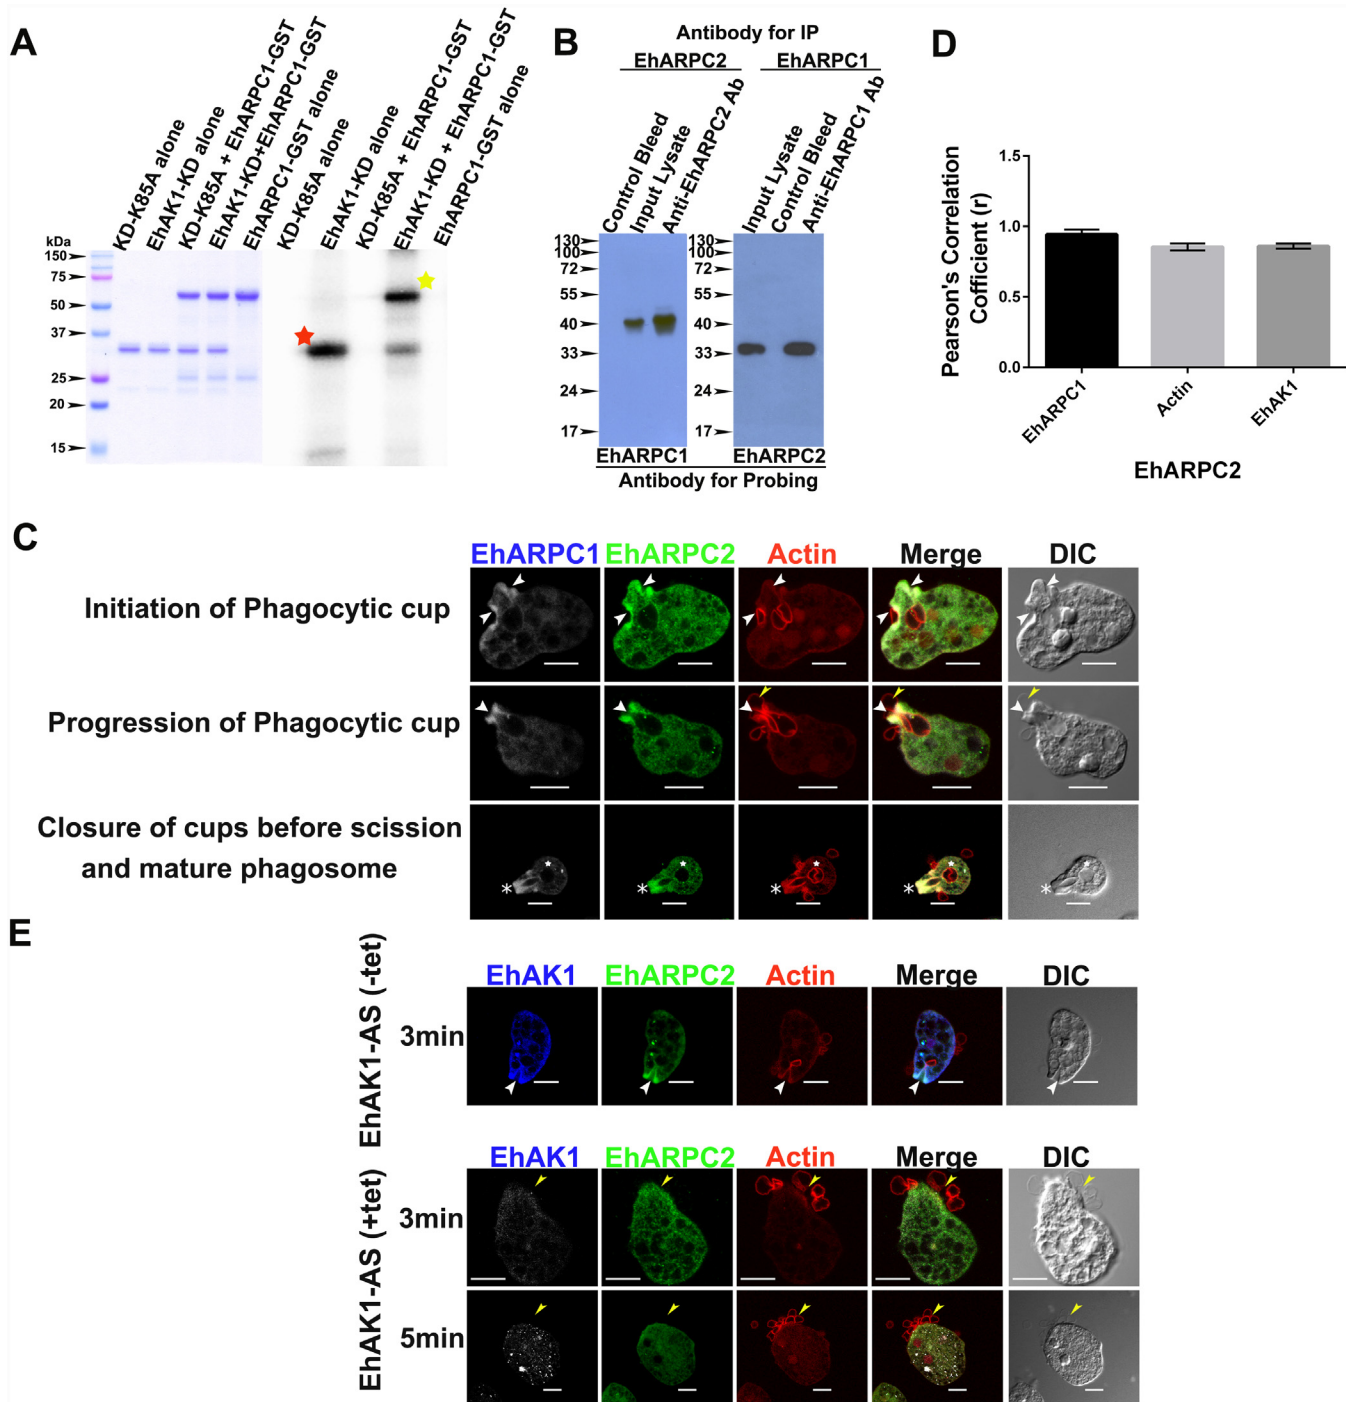 A
KD-K85A alone
EhAK1-KD alone
KD-K85A + EhARPC1-GST
EhAK1-KD+EhARPC1-GST
EhARPC1-GST alone
KD-K85A alone
EhAK1-KD alone
KD-K85A + EhARPC1-GST
EhAK1-KD + EhARPC1-GST
EhARPC1-GST alone
kDa
150
75
50
37
25
20
15
B
Antibody for IP
EhARPC2
EhARPC1
Control Bleed
Input Lysate
Anti-EhARPC2 Ab
Input Lysate
Control Bleed
Anti-EhARPC1 Ab
130
100
72
55
40
33
24
17
130
100
72
55
40
33
24
17
EhARPC1
EhARPC2
Antibody for Probing
D
Pearson's Correlation
Cofficient (r)
1.5
1.0
0.5
0.0
EhARPC1
Actin
EhAK1
EhARPC2
C
EhARPC1 EhARPC2 Actin Merge DIC
Initiation of Phagocytic cup
Progression of Phagocytic cup
Closure of cups before scission
and mature phagosome
E
EhAK1-AS (-tet)
EhAK1 EhARPC2 Actin Merge DIC
3min
EhAK1-AS (+tet)
EhAK1 EhARPC2 Actin Merge DIC
3min
5min